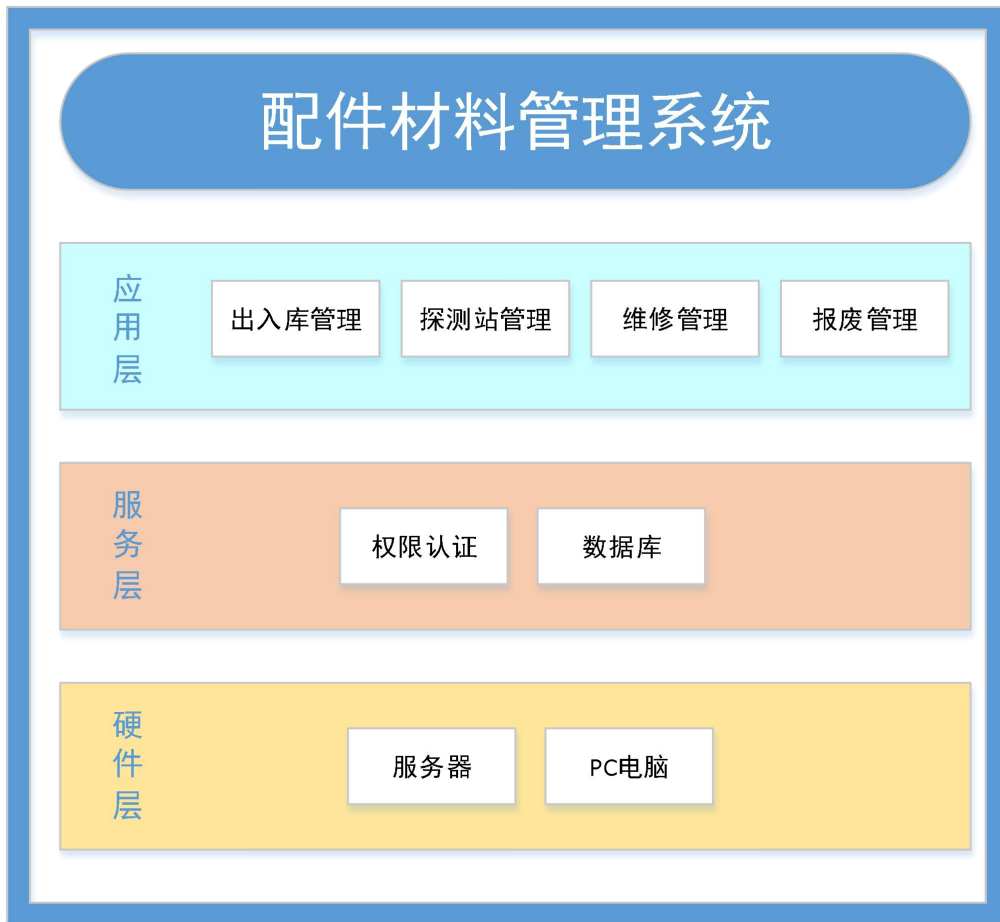 配件材料管理系统
应用层
出入库管理
探测站管理
维修管理
报废管理
服务层
权限认证
数据库
硬件层
服务器
PC电脑